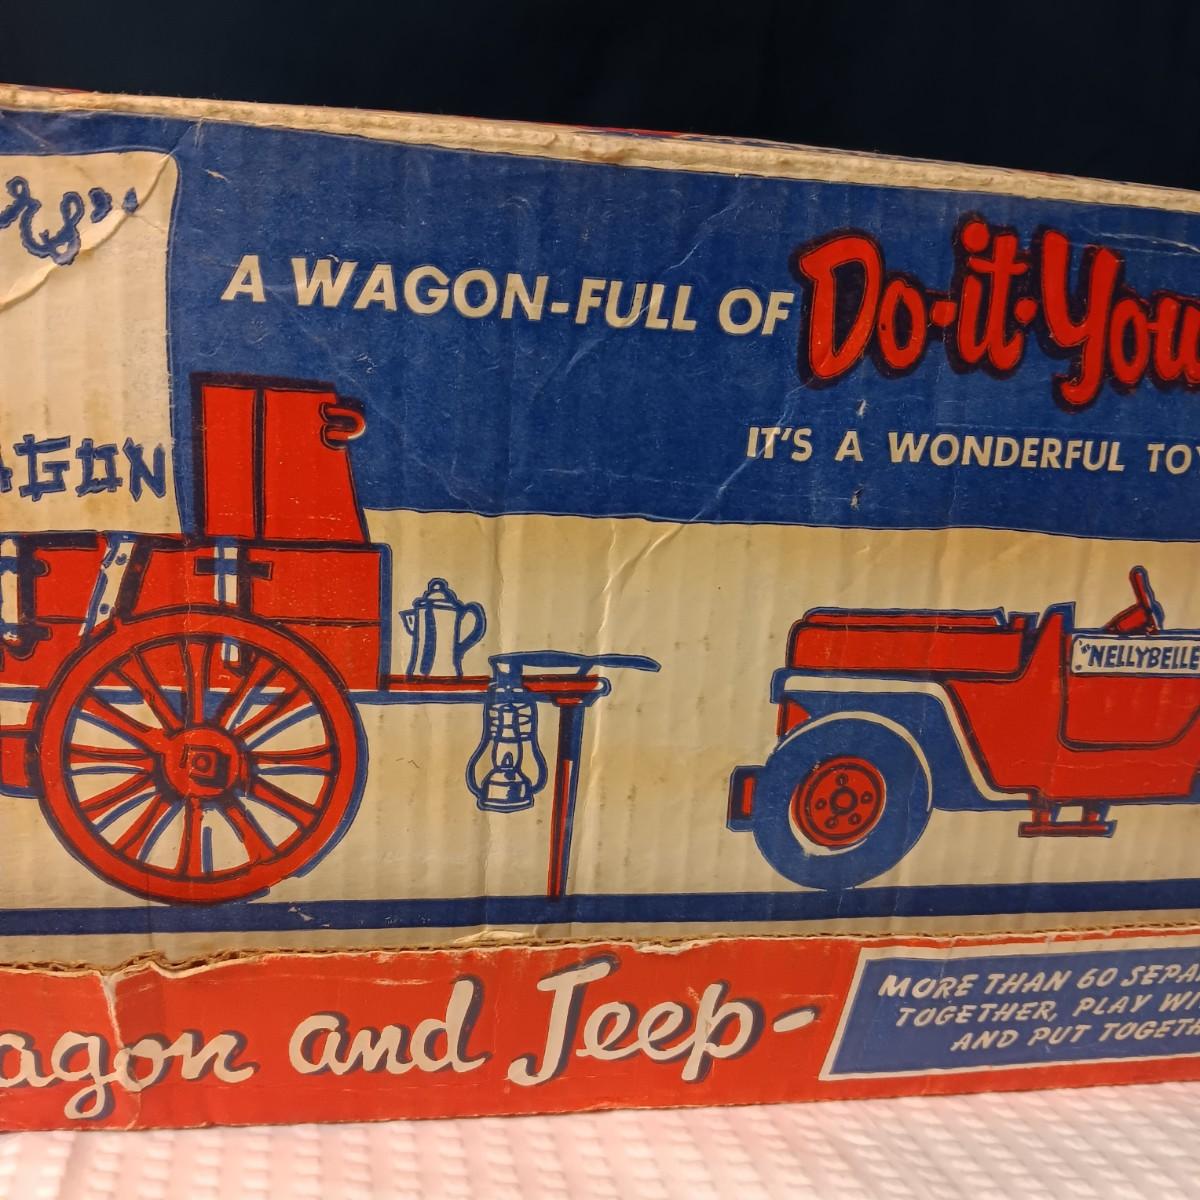 A WAGON-FULL OF Do-it-You
IT'S A WONDERFUL TOY
AGON
"NELLYBELLE
agon and Jeep-
MORE THAN 60 SEPA
TOGETHER, PLAY WI
AND PUT TOGETH